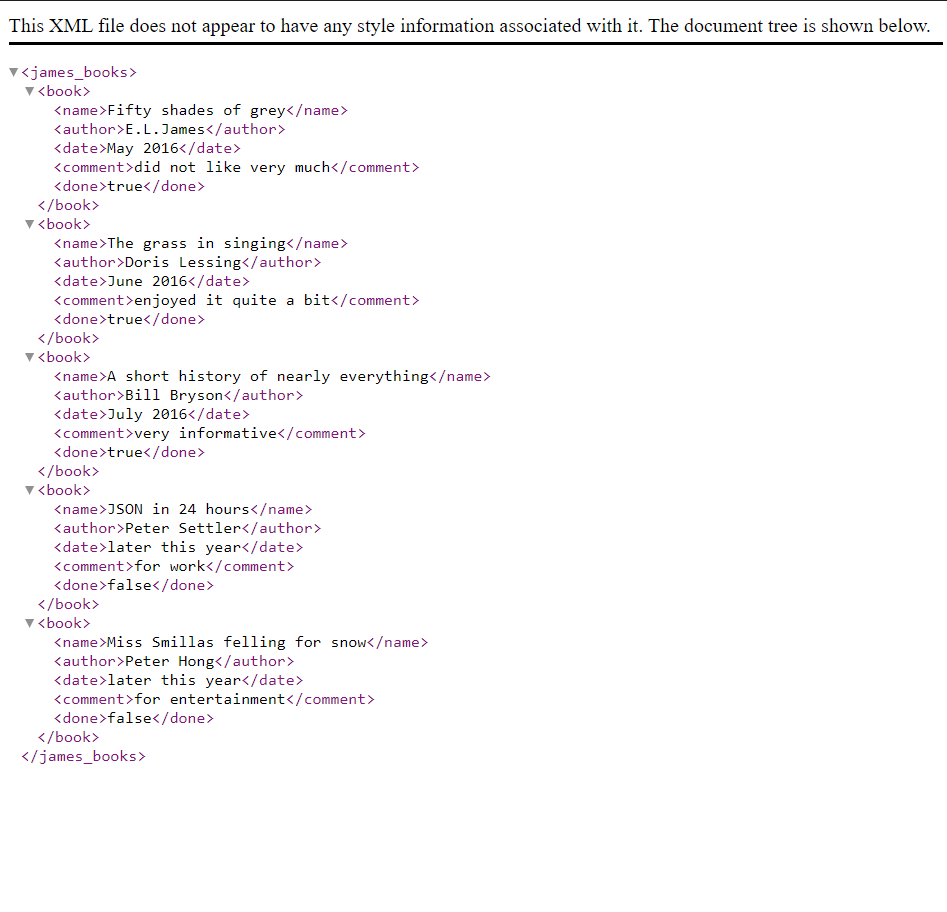 This XML file does not appear to have any style information associated with it. The document tree is shown below.
▼<james_books>
▼<book>
<name>Fifty shades of grey</name>
<author>E.L.James</author>
<date>May 2016</date>
<comment>did not like very much</comment>
<done>true</done>
</book>
▼<book>
<name>The grass in singing</name>
<author>Doris Lessing</author>
<date>June 2016</date>
<comment>enjoyed it quite a bit</comment>
<done>true</done>
</book>
▼<book>
<name>A short history of nearly everything</name>
<author>Bill Bryson</author>
<date>July 2016</date>
<comment>very informative</comment>
<done>true</done>
</book>
▼<book>
<name>JSON in 24 hours</name>
<author>Peter Settler</author>
<date>later this year</date>
<comment>for work</comment>
<done>false</done>
</book>
▼<book>
<name>Miss Smillas felling for snow</name>
<author>Peter Hong</author>
<date>later this year</date>
<comment>for entertainment</comment>
<done>false</done>
</book>
</james_books>